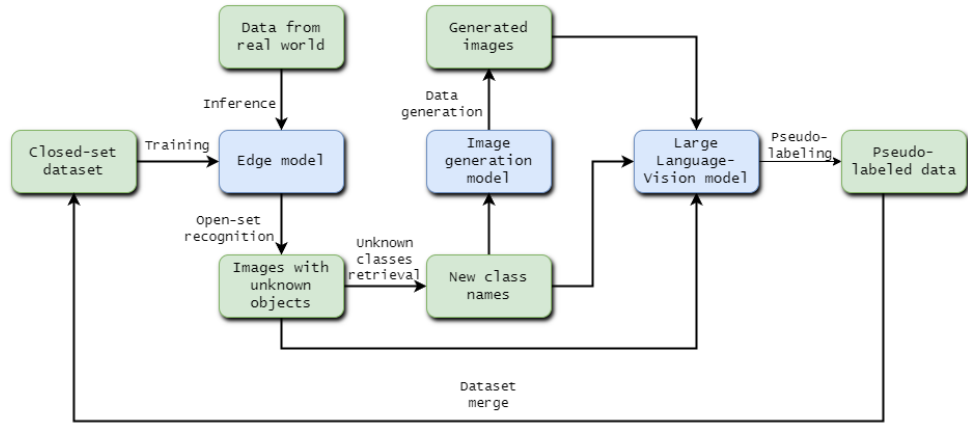 Data from
real world
Generated
images
Inference
Data
generation
Closed-set
dataset
Training
Edge model
Image
generation
model
Large
Language-
Vision model
Pseudo-
labeling
Pseudo-
labeled data
Open-set
recognition
Unknown
classes
retrieval
Images with
unknown
objects
New class
names
Dataset
merge